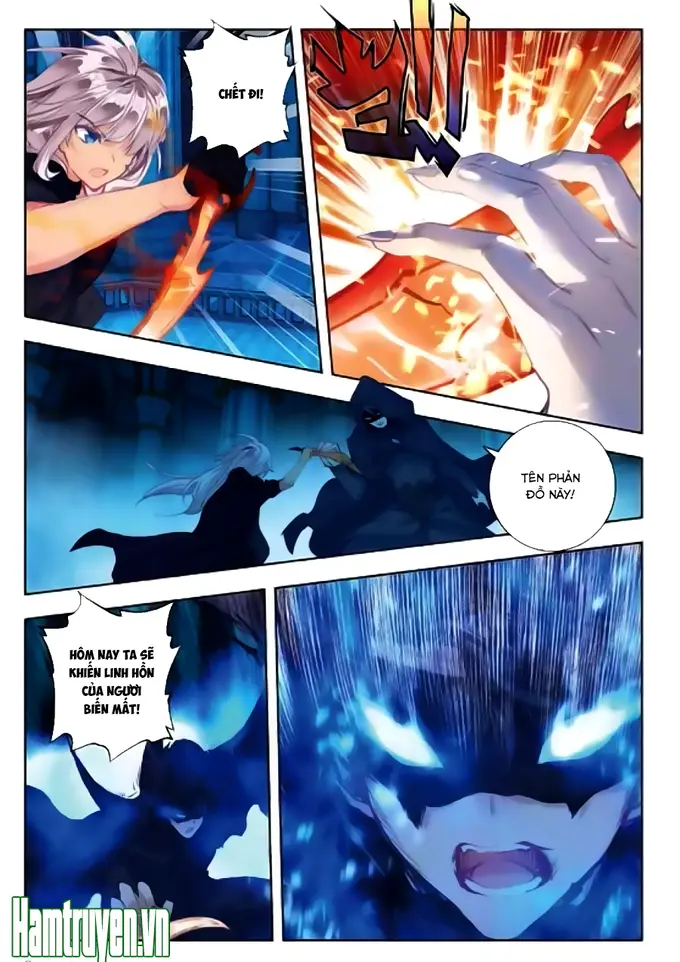 CHẾT ĐI!
TÊN PHẢN
ĐỒ NÀY!
HÔM NAY TA SẼ
KHIẾN LINH HỒN
CỦA NGƯƠI
BIẾN MẤT!
Hamtruyen.vn